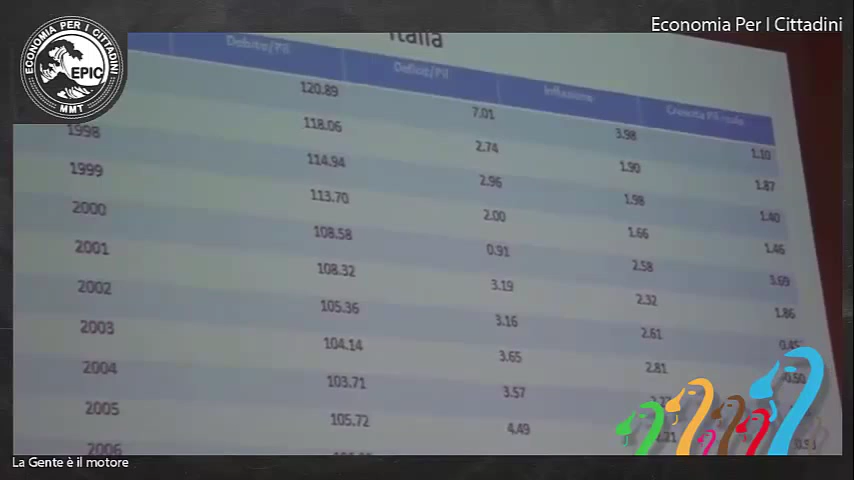 Economia Per I Cittadini
ECONOMIA PER I CITTADINI
EPIC
MMT
Italia
Debito/Pil Deficit/Pil Inflazione Crescita Pil reale
120.89 7.01 3.98 1.10
118.06 2.74 1.90 1.87
1998 114.94 2.96 1.98 1.40
1999 113.70 2.00 1.66 1.46
2000 108.58 0.91 2.58 3.69
2001 108.32 3.19 2.32 1.86
2002 105.36 3.16 2.61 0.45
2003 104.14 3.65 2.81
2004 103.71 3.57
2005 105.72 4.49
2006
La Gente è il motore